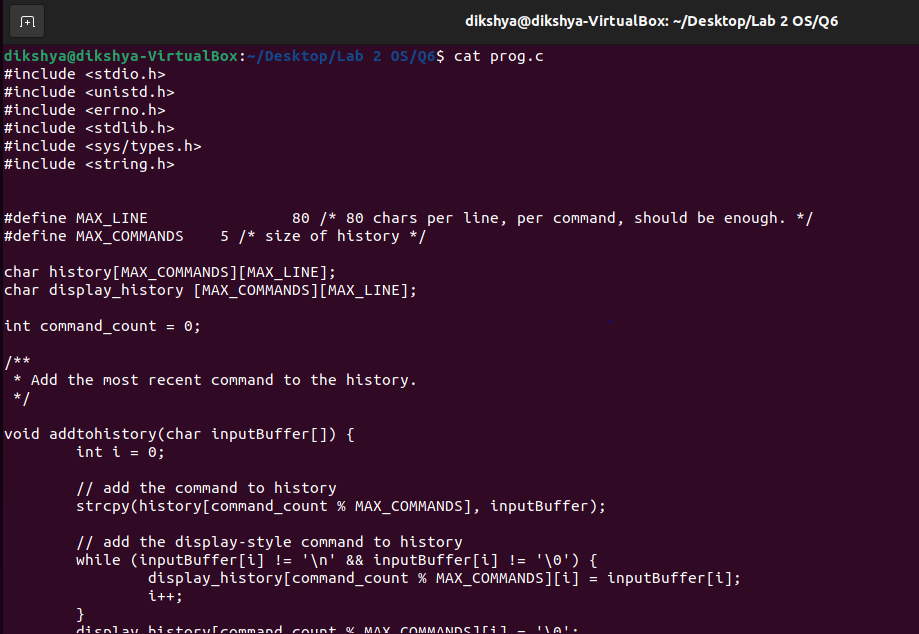 dikshya@dikshya-VirtualBox: ~/Desktop/Lab 2 OS/Q6
dikshya@dikshya-VirtualBox:~/Desktop/Lab 2 OS/Q6$ cat prog.c
#include <stdio.h>
#include <unistd.h>
#include <errno.h>
#include <stdlib.h>
#include <sys/types.h>
#include <string.h>
#define MAX_LINE                80 /* 80 chars per line, per command, should be enough. */
#define MAX_COMMANDS    5 /* size of history */
char history[MAX_COMMANDS][MAX_LINE];
char display_history [MAX_COMMANDS][MAX_LINE];
int command_count = 0;
/**
 * Add the most recent command to the history.
 */
void addtohistory(char inputBuffer[]) {
        int i = 0;
        // add the command to history
        strcpy(history[command_count % MAX_COMMANDS], inputBuffer);
        // add the display-style command to history
        while (inputBuffer[i] != '\n' && inputBuffer[i] != '\0') {
                display_history[command_count % MAX_COMMANDS][i] = inputBuffer[i];
                i++;
        }
        display_history[command_count % MAX_COMMANDS][i] = '\0';